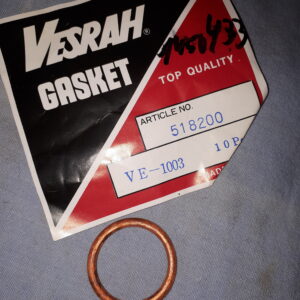 VESRAH®
GASKET
TOP QUALITY
ARTICLE NO.
518200
VE-1003 10P